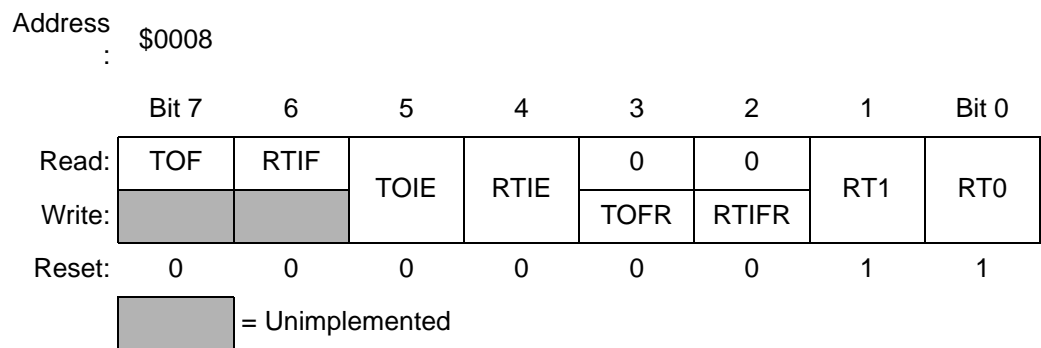 Address
: $0008
Bit 7 6 5 4 3 2 1 Bit 0
Read: TOF RTIF TOIE RTIE 0 0 RT1 RT0
Write: TOFR RTIFR
Reset: 0 0 0 0 0 0 1 1
= Unimplemented